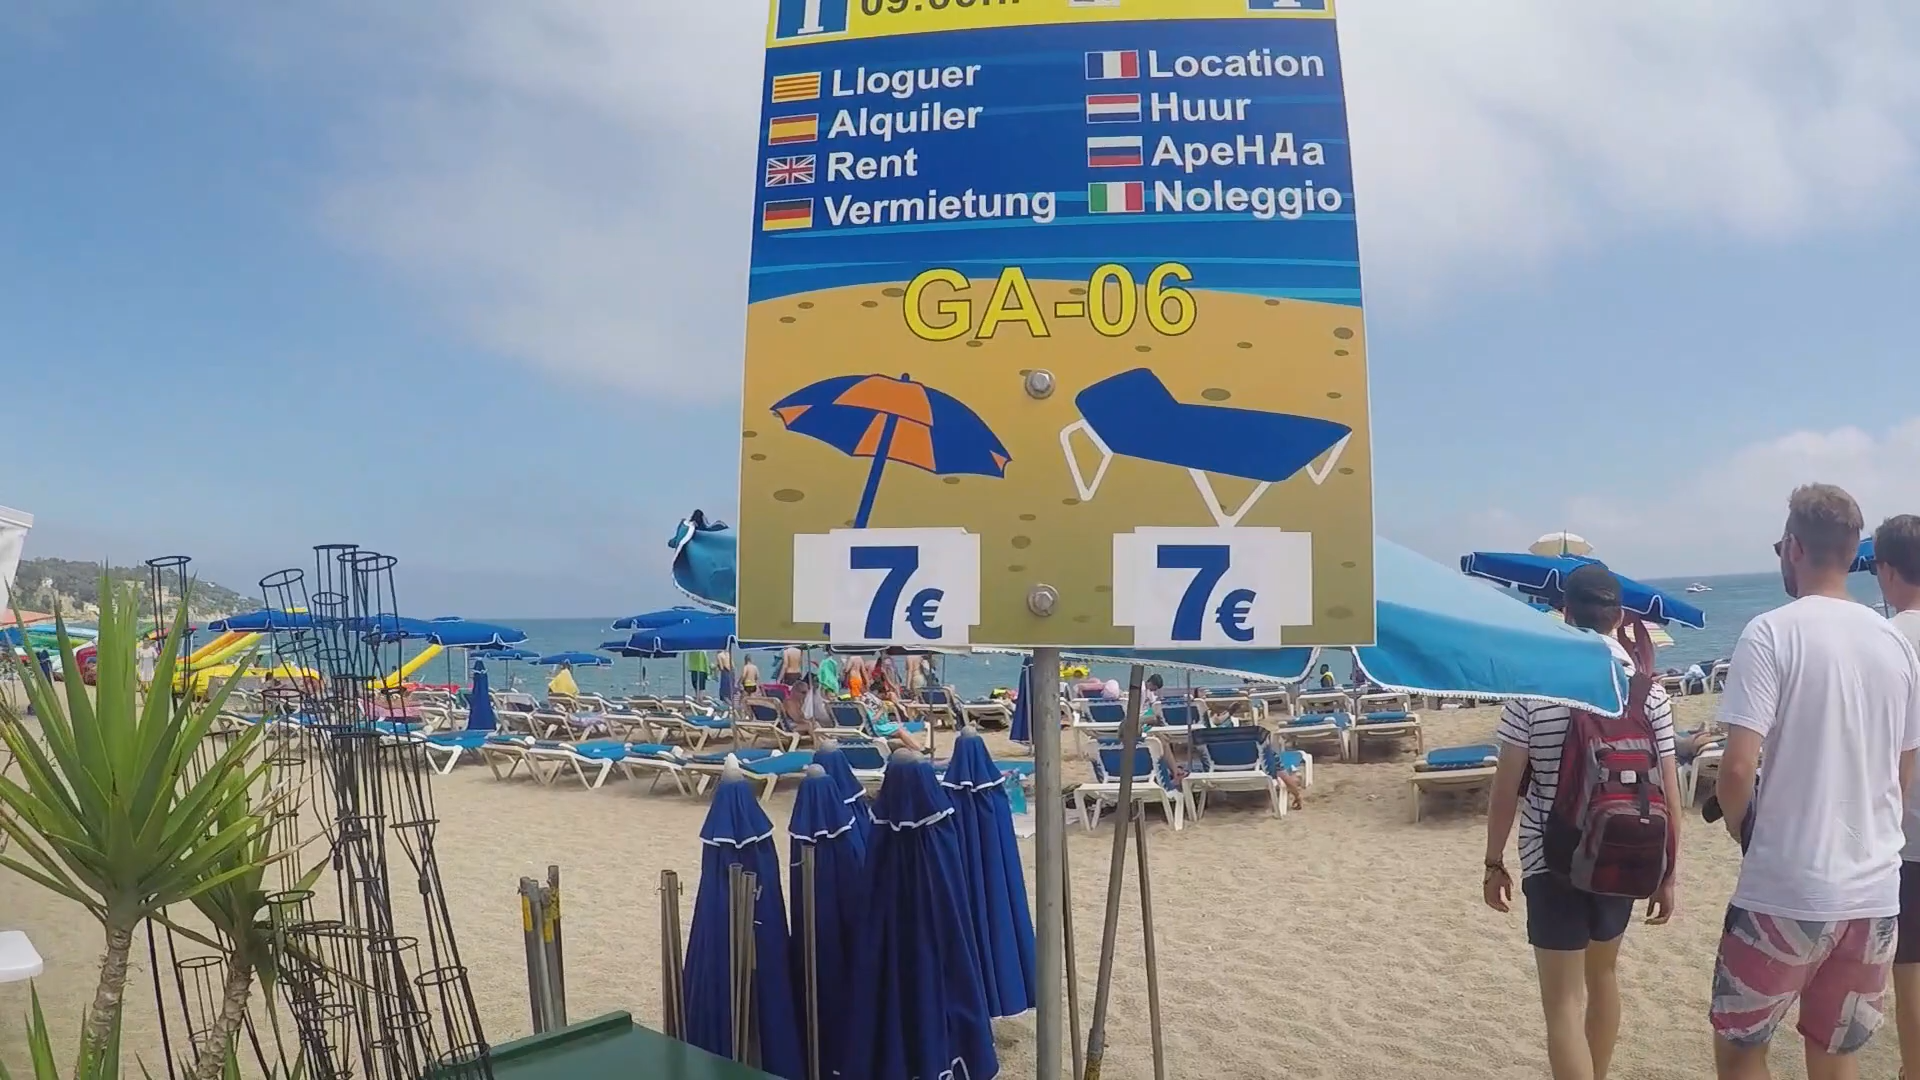 Lloguer
Alquiler
Rent
Vermietung
Location
Huur
АреНДа
Noleggio
GA-06
7€
7€